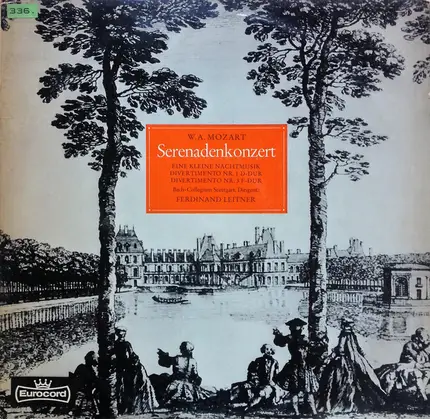 336.
W. A. MOZART
Serenadenkonzert
EINE KLEINE NACHTMUSIK
DIVERTIMENTO NR. 1 D-DUR
DIVERTIMENTO NR. 3 F-DUR
Bach-Collegium Stuttgart, Dirigent:
FERDINAND LEITNER
Eurocord